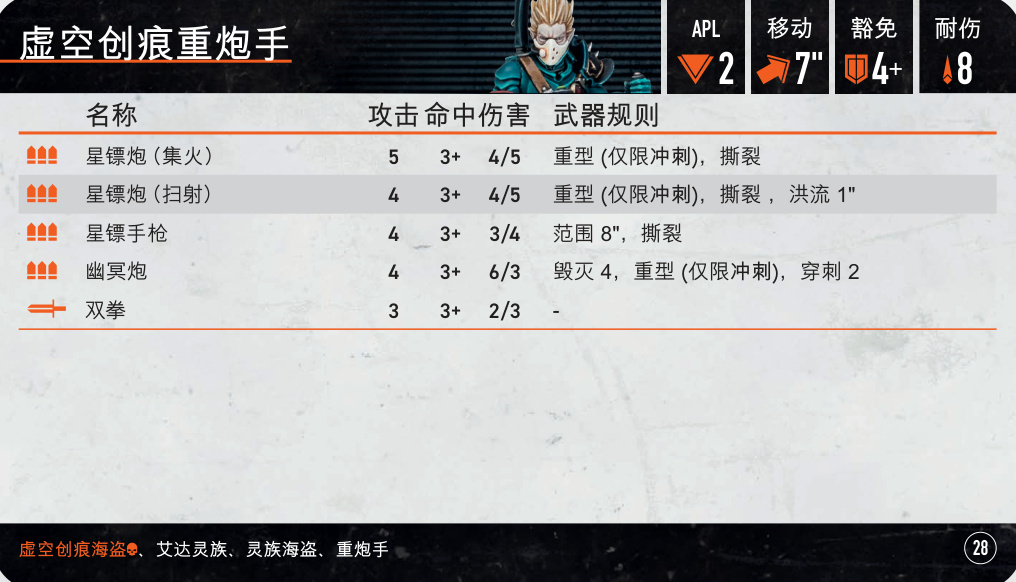 虚空创痕重炮手
APL 移动 豁免 耐伤
2 7" 4+ 8
名称 攻击 命中 伤害 武器规则
星镖炮（集火） 5 3+ 4/5 重型 (仅限冲刺)，撕裂
星镖炮（扫射） 4 3+ 4/5 重型 (仅限冲刺)，撕裂 ，洪流 1"
星镖手枪 4 3+ 3/4 范围 8"，撕裂
幽冥炮 4 3+ 6/3 毁灭 4，重型 (仅限冲刺)，穿刺 2
双拳 3 3+ 2/3 -
虚空创痕海盗、艾达灵族、灵族海盗、重炮手 28